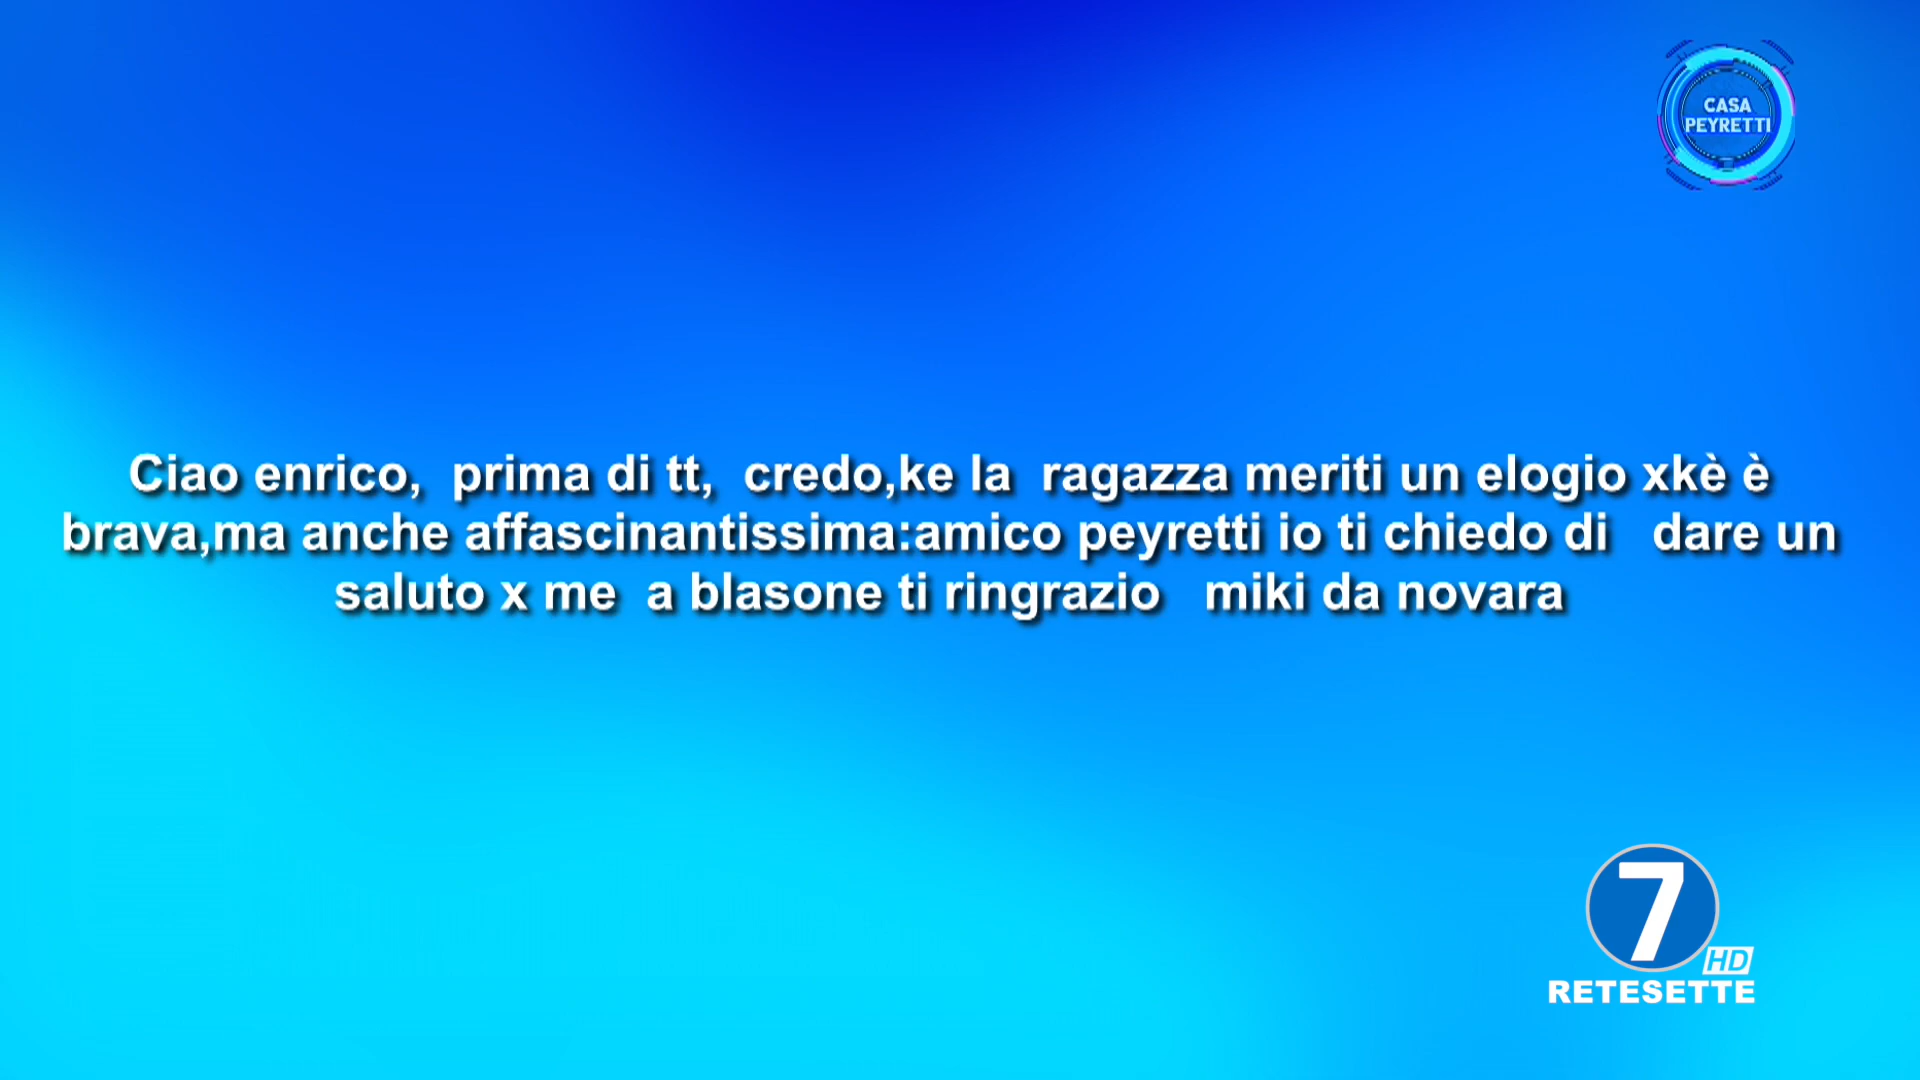 CASA
PEYRETTI
Ciao enrico,  prima di tt,  credo,ke la  ragazza meriti un elogio xkè è
brava,ma anche affascinantissima:amico peyretti io ti chiedo di   dare un
saluto x me  a blasone ti ringrazio   miki da novara
7
HD
RETESETTE